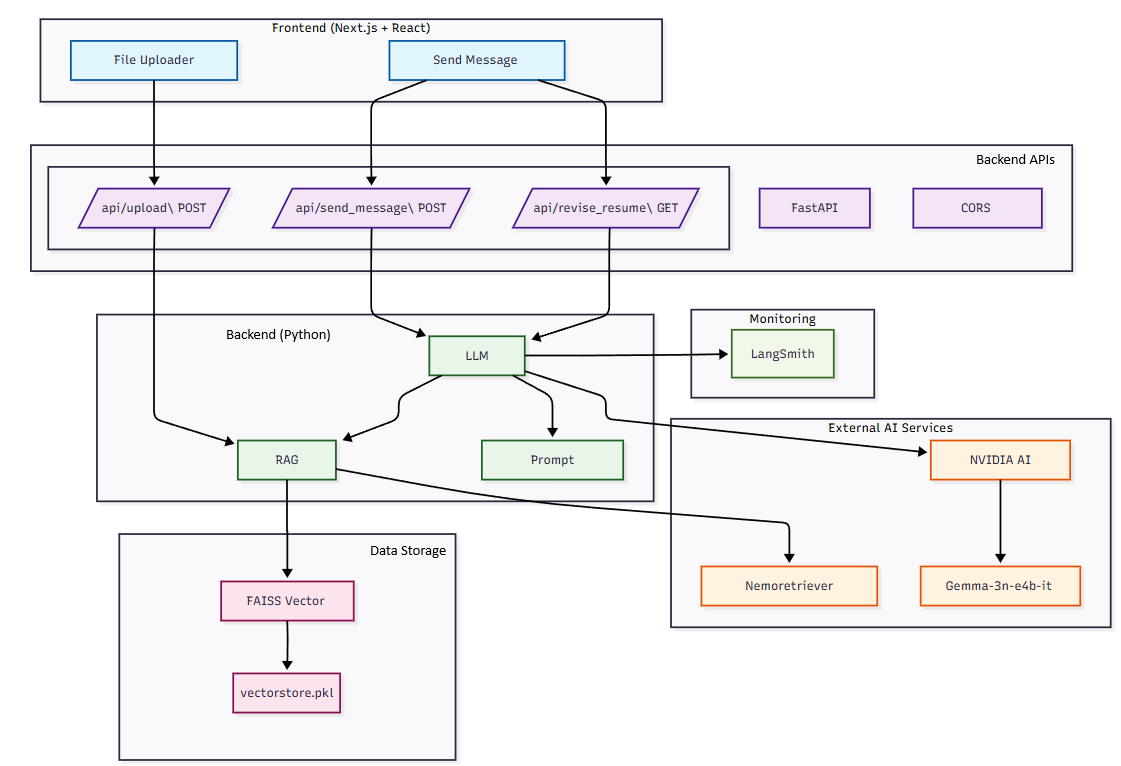 Frontend (Next.js + React)
File Uploader
Send Message
Backend APIs
api/upload\ POST
api/send_message\ POST
api/revise_resume\ GET
FastAPI
CORS
Backend (Python)
Monitoring
LLM
LangSmith
External AI Services
RAG
Prompt
NVIDIA AI
Data Storage
Nemoretriever
Gemma-3n-e4b-it
FAISS Vector
vectorstore.pkl